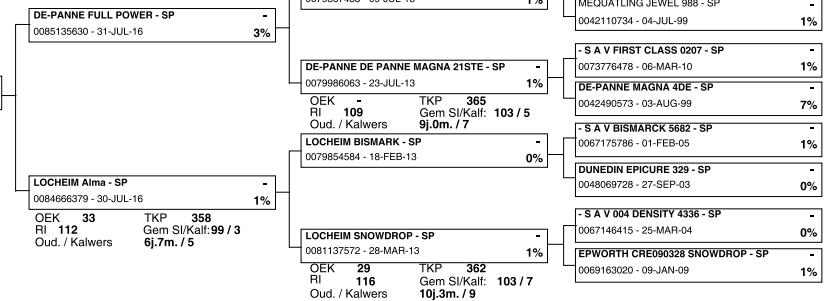 MEQUATLING JEWEL 988 - SP -
0042110734 - 04-JUL-99 1%
DE-PANNE FULL POWER - SP -
0085135630 - 31-JUL-16 3%
- S A V FIRST CLASS 0207 - SP -
0073776478 - 06-MAR-10 1%
DE-PANNE DE PANNE MAGNA 21STE - SP -
0079986063 - 23-JUL-13 1%
OEK - TKP 365
RI 109 Gem SI/Kalf: 103 / 5
Oud. / Kalwers 9j.0m. / 7
DE-PANNE MAGNA 4DE - SP -
0042490573 - 03-AUG-99 7%
- S A V BISMARCK 5682 - SP -
0067175786 - 01-FEB-05 1%
LOCHEIM BISMARK - SP -
0079854584 - 18-FEB-13 0%
DUNEDIN EPICURE 329 - SP -
0048069728 - 27-SEP-03 0%
LOCHEIM Alma - SP -
0084666379 - 30-JUL-16 1%
OEK 33 TKP 358
RI 112 Gem SI/Kalf: 99 / 3
Oud. / Kalwers 6j.7m. / 5
- S A V 004 DENSITY 4336 - SP -
0067146415 - 25-MAR-04 0%
LOCHEIM SNOWDROP - SP -
0081137572 - 28-MAR-13 1%
OEK 29 TKP 362
RI 116 Gem SI/Kalf: 103 / 7
Oud. / Kalwers 10j.3m. / 9
EPWORTH CRE090328 SNOWDROP - SP -
0069163020 - 09-JAN-09 1%